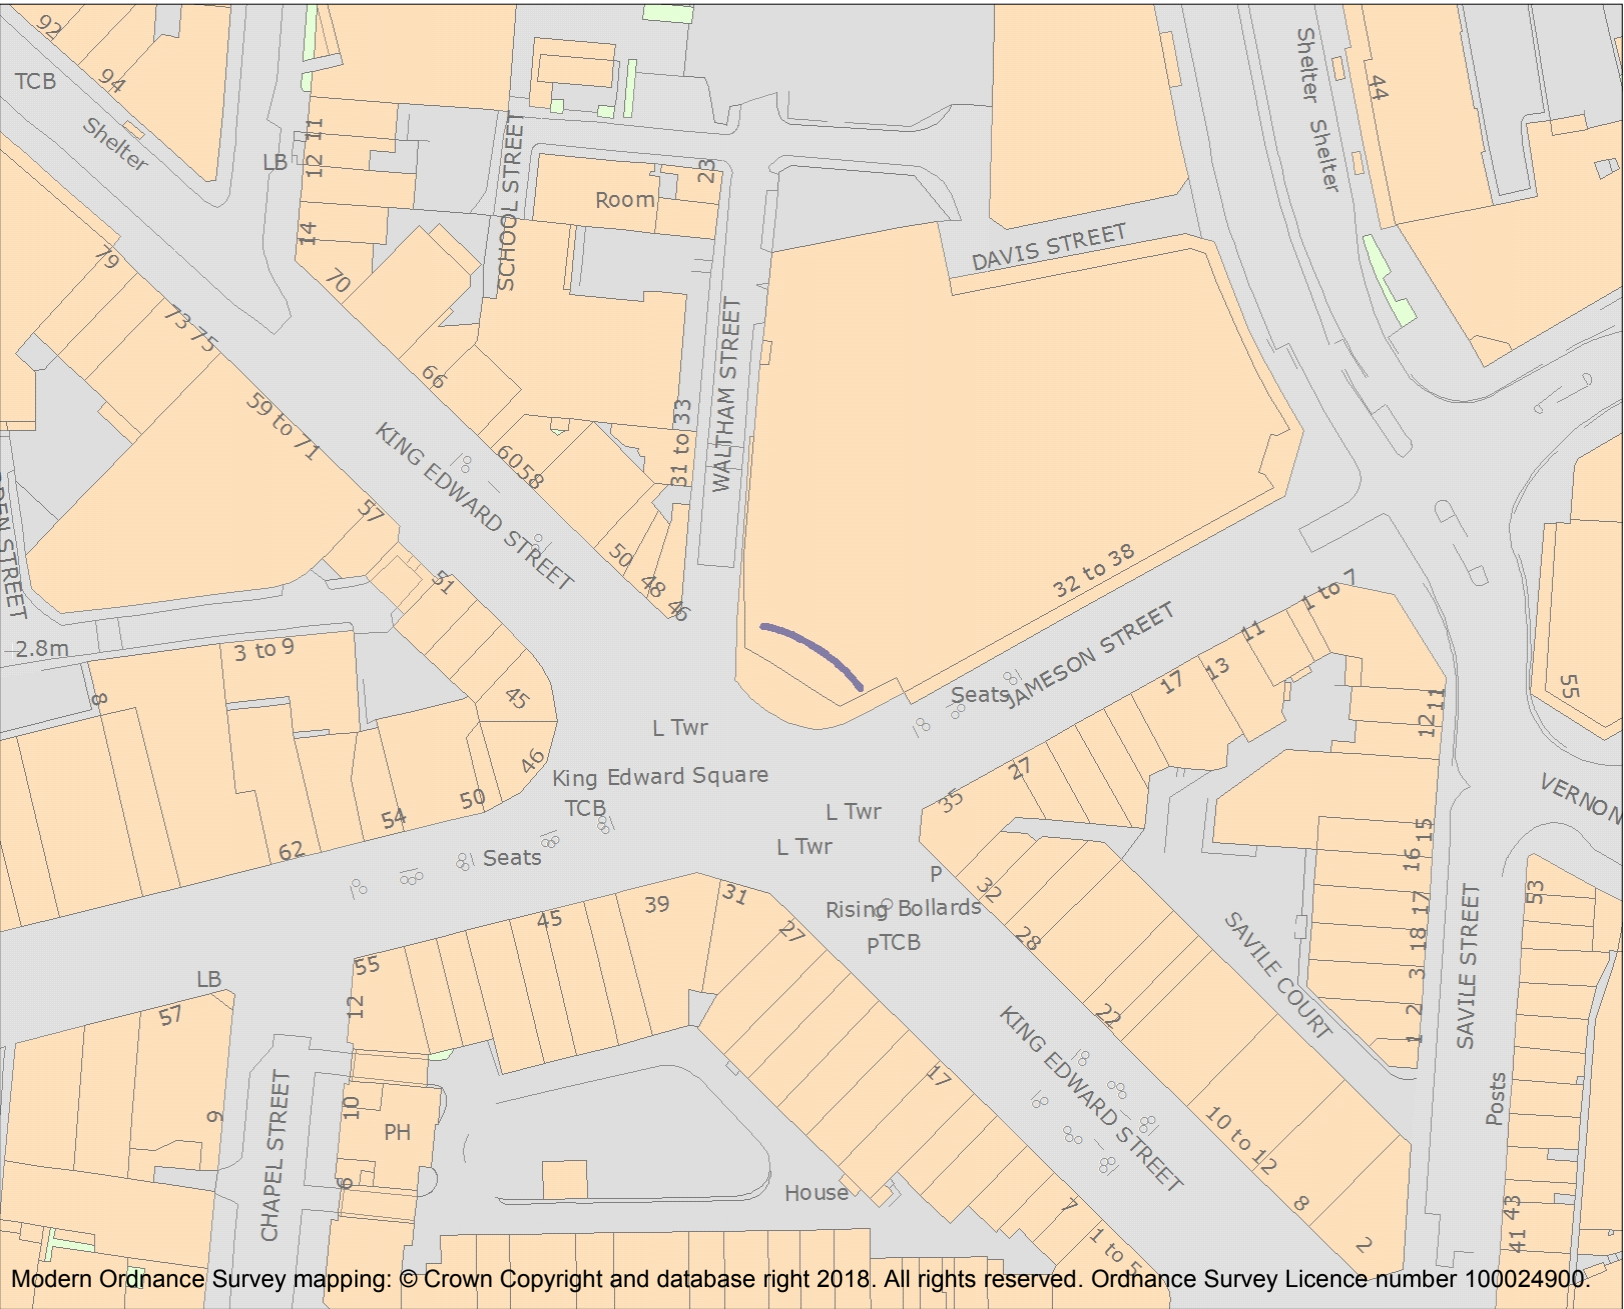 92
94
TCB
Shelter
LB
11
12
14
SCHOOL STREET
Room
23
DAVIS STREET
Shelter
Shelter
44
79
73 75
70
66
WALTHAM STREET
31 to 33
59 to 71
KING EDWARD STREET
60
58
57
51
50
48
46
32 to 38
JAMESON STREET
1 to 7
11
13
17
2.8m
STREET
3 to 9
8
45
46
50
54
62
L Twr
King Edward Square
TCB
Seats
Seats
27
35
L Twr
L Twr
P
Rising Bollards
PTCB
32
28
22
11
12
55
VERNON
15
16
17
18
3
2
1
SAVILE COURT
SAVILE STREET
53
31
39
45
27
55
12
LB
57
9
CHAPEL STREET
10
PH
6
House
17
KING EDWARD STREET
10 to 12
8
2
7
1 to 5
Posts
43
41
Modern Ordnance Survey mapping: © Crown Copyright and database right 2018. All rights reserved. Ordnance Survey Licence number 100024900.